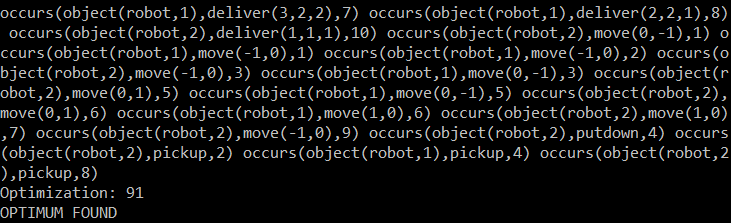 occurs(object(robot,1),deliver(3,2,2),7) occurs(object(robot,1),deliver(2,2,1),8)
 occurs(object(robot,2),deliver(1,1,1),10) occurs(object(robot,2),move(0,-1),1) o
ccurs(object(robot,1),move(-1,0),1) occurs(object(robot,1),move(-1,0),2) occurs(o
bject(robot,2),move(-1,0),3) occurs(object(robot,1),move(0,-1),3) occurs(object(r
obot,2),move(0,1),5) occurs(object(robot,1),move(0,-1),5) occurs(object(robot,2),
move(0,1),6) occurs(object(robot,1),move(1,0),6) occurs(object(robot,2),move(1,0)
,7) occurs(object(robot,2),move(-1,0),9) occurs(object(robot,2),putdown,4) occurs
(object(robot,2),pickup,2) occurs(object(robot,1),pickup,4) occurs(object(robot,2
),pickup,8)
Optimization: 91
OPTIMUM FOUND